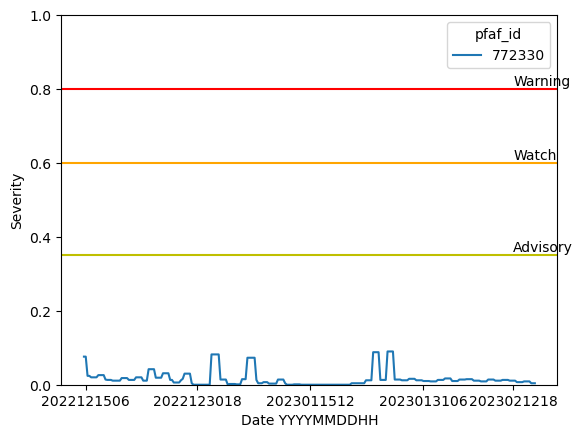 1.0
pfaf_id
772330
0.8
Warning
0.6
Watch
Severity
0.4
Advisory
0.2
0.0
2022121506 2022123018 2023011512 2023013106 2023021218
Date YYYYMMDDHH